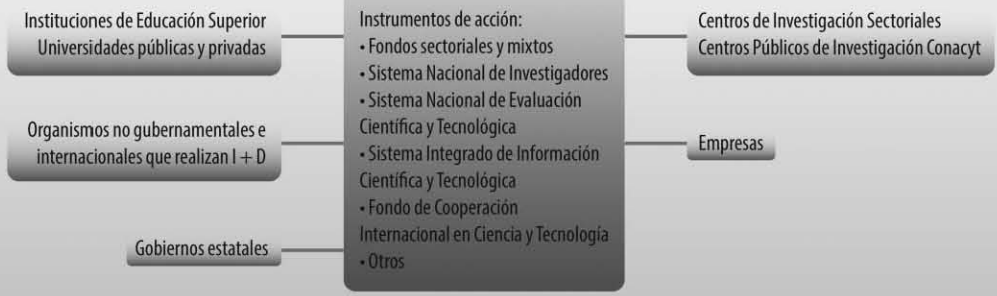 Instituciones de Educación Superior
Universidades públicas y privadas
Organismos no gubernamentales e
internacionales que realizan I + D
Gobiernos estatales
Instrumentos de acción:
• Fondos sectoriales y mixtos
• Sistema Nacional de Investigadores
• Sistema Nacional de Evaluación
Científica y Tecnológica
• Sistema Integrado de Información
Científica y Tecnológica
• Fondo de Cooperación
Internacional en Ciencia y Tecnología
• Otros
Centros de Investigación Sectoriales
Centros Públicos de Investigación Conacyt
Empresas